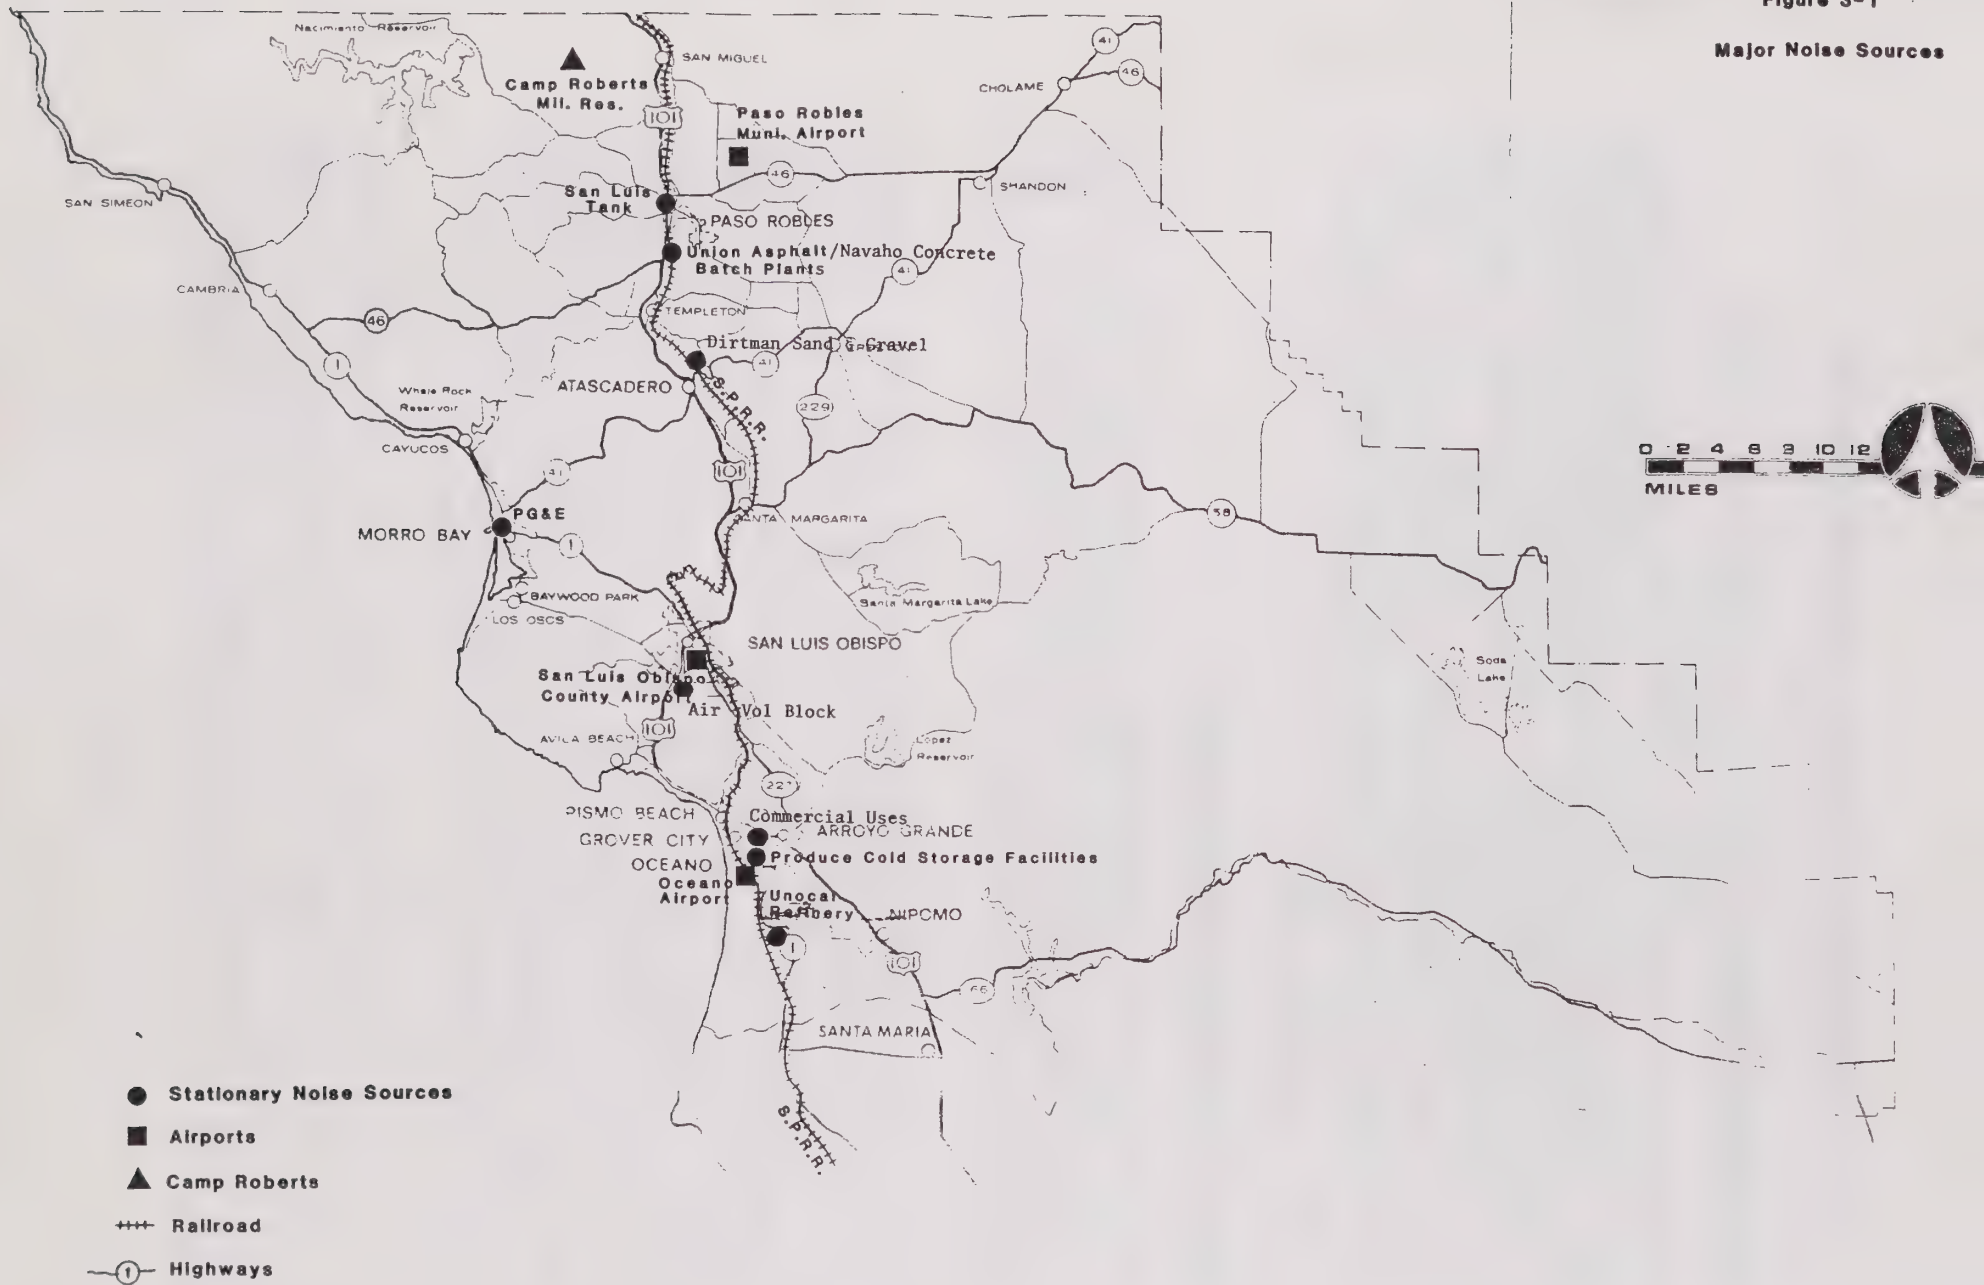 Figure 3-1
Major Noise Sources
Nacimiento Reservoir
SAN MIGUEL
41
Camp Roberts
Mil. Res.
CHOLAME
46
101
Paso Robles
Muni. Airport
46
SAN SIMEON
San Luis
Tank
SHANDON
PASO ROBLES
Union Asphalt/Navaho Concrete
Batch Plants
41
CAMBRIA
46
TEMPLETON
Dirtman Sand & Gravel
1
41
ATASCADERO
S.P.R.R.
Whale Rock
Reservoir
229
CAYUCOS
0 2 4 6 8 10 12
MILES
41
101
PG&E
58
MORRO BAY
SANTA MARGARITA
1
BAYWOOD PARK
Santa Margarita Lake
LOS OSOS
SAN LUIS OBISPO
Soda
Lake
San Luis Obispo
County Airport
Air Vol Block
101
AVILA BEACH
Lopez
Reservoir
227
PISMO BEACH
Commercial Uses
GROVER CITY
ARROYO GRANDE
OCEANO
Produce Cold Storage Facilities
Oceano
Airport
Unocal
Refinery
NIPOMO
1
101
166
SANTA MARIA
S.P.R.R.
Stationary Noise Sources
Airports
Camp Roberts
Railroad
1 Highways